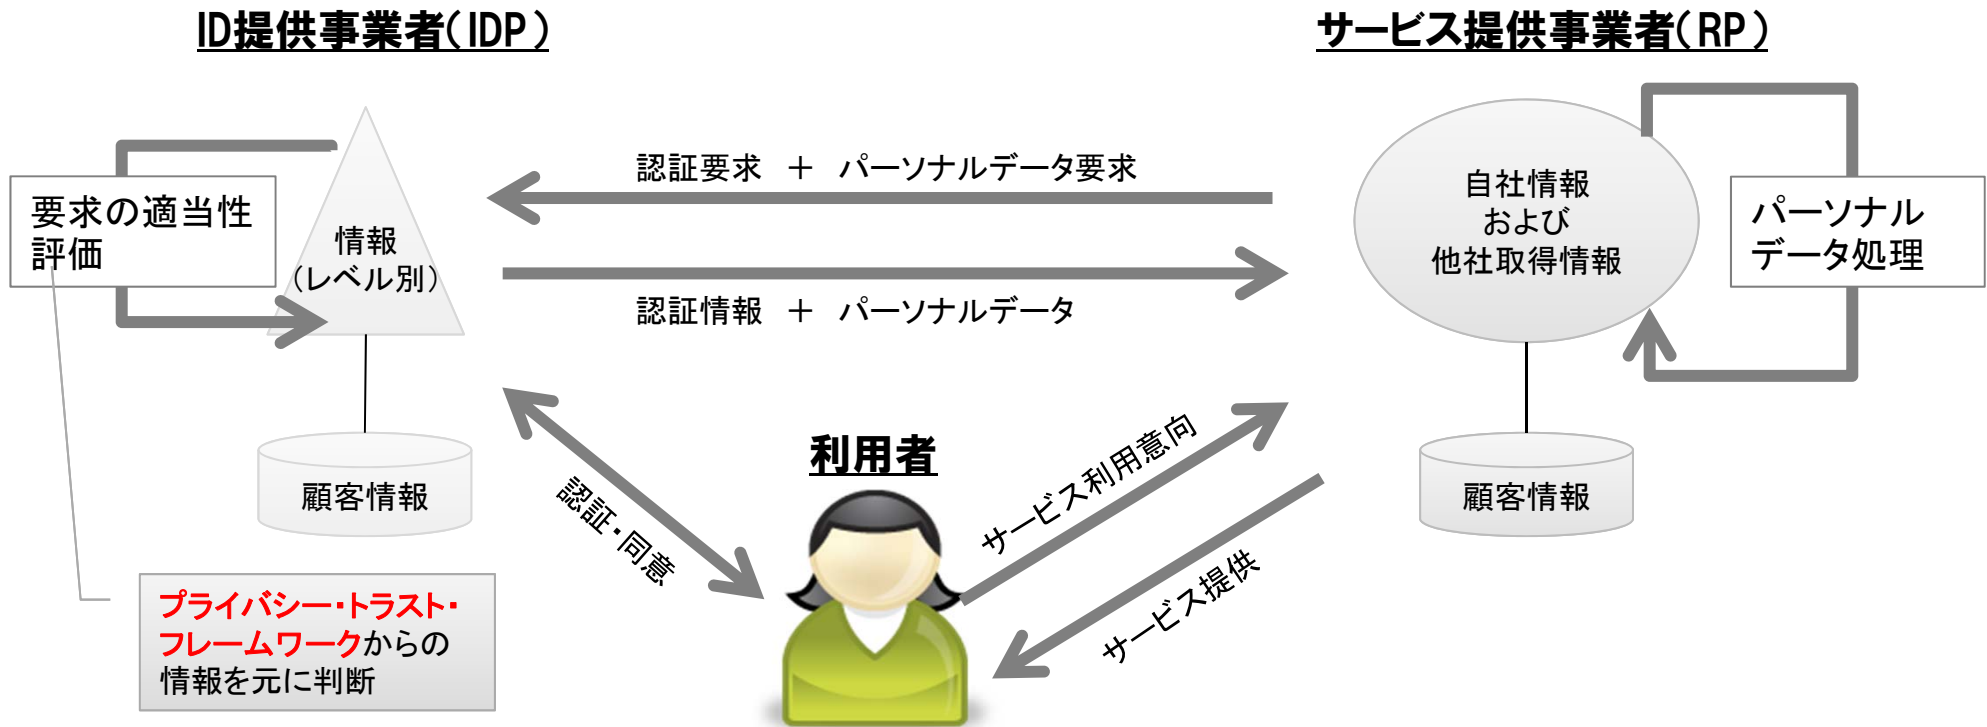 ID提供事業者(IDP)
サービス提供事業者(RP)
認証要求 ＋ パーソナルデータ要求
要求の適当性
評価
情報
(レベル別)
自社情報
および
他社取得情報
パーソナル
データ処理
認証情報 ＋ パーソナルデータ
利用者
顧客情報
顧客情報
認証・同意
サービス利用意向
サービス提供
プライバシー・トラスト・
フレームワークからの
情報を元に判断